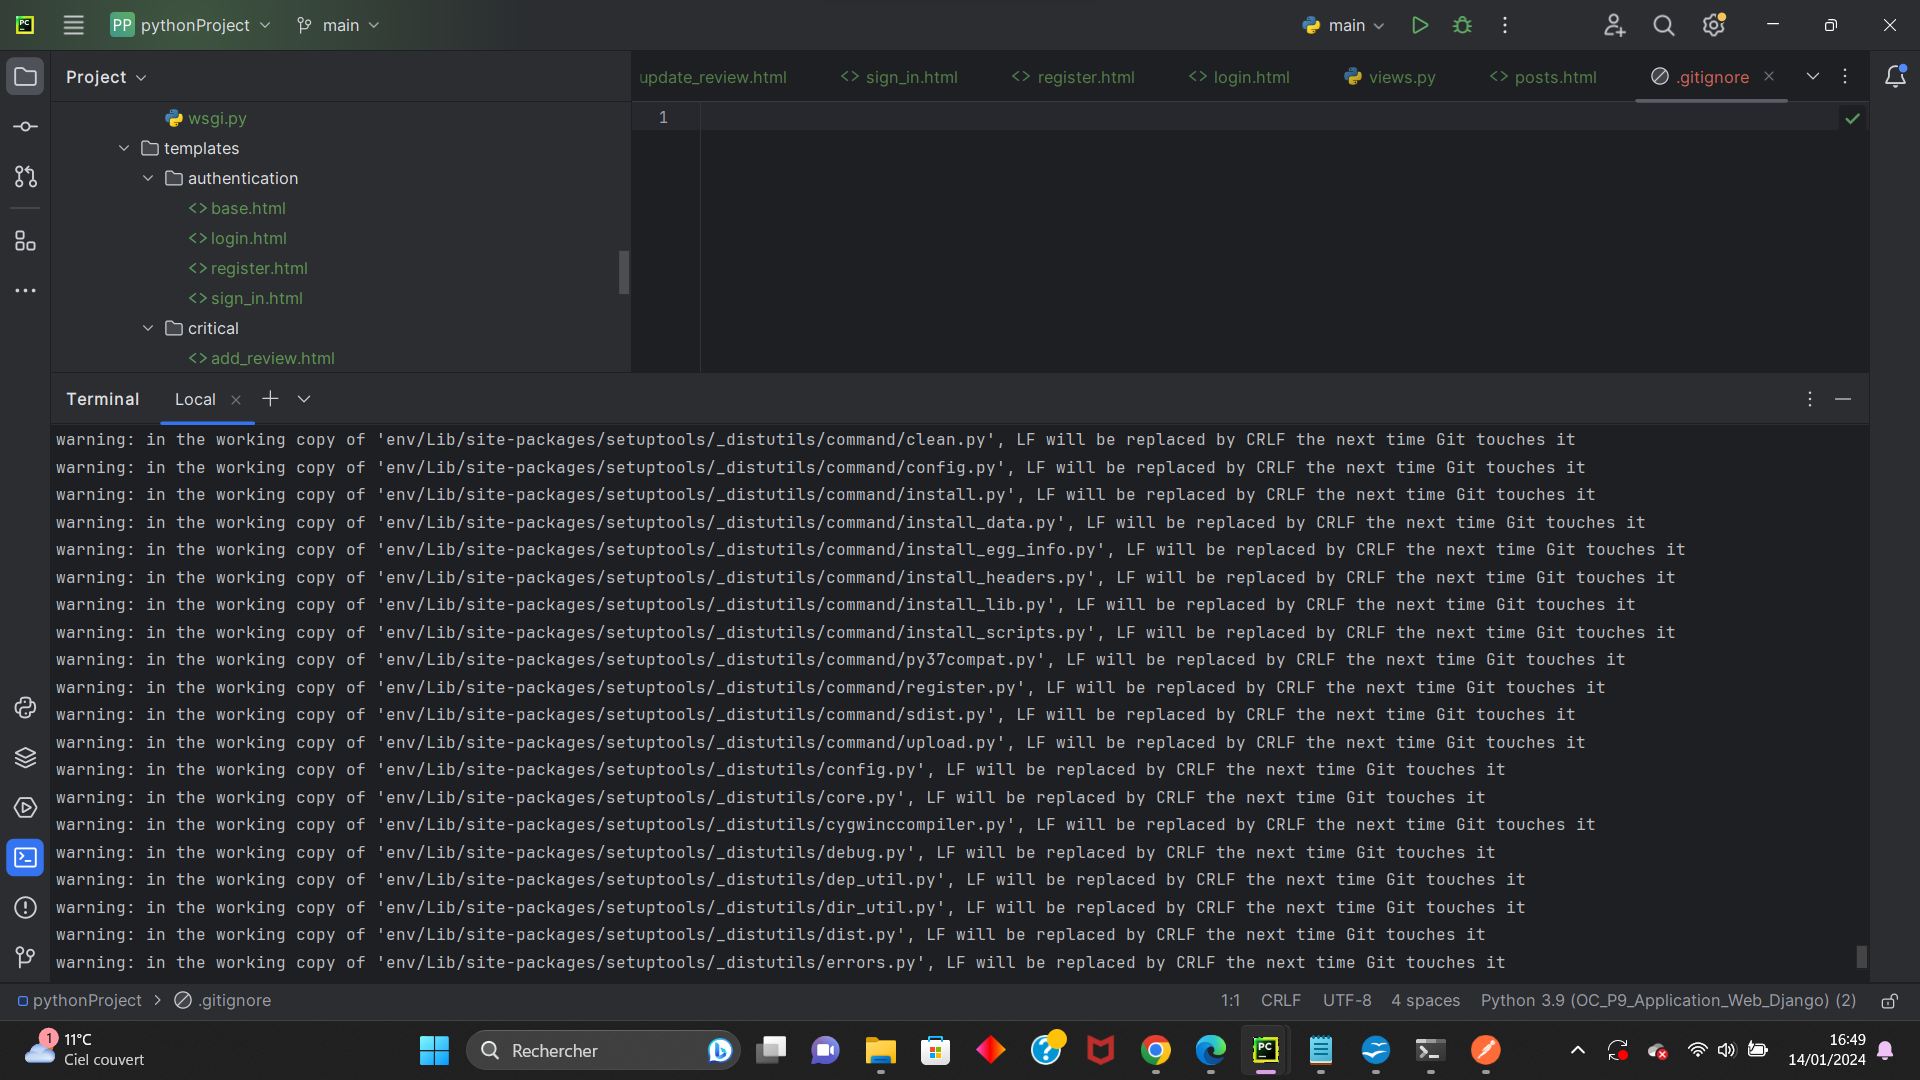 PC
PP pythonProject
main
main
Project
update_review.html
<> sign_in.html
<> register.html
<> login.html
views.py
<> posts.html
.gitignore
wsgi.py
templates
authentication
<> base.html
<> login.html
<> register.html
<> sign_in.html
critical
<> add_review.html
1
Terminal
Local
warning: in the working copy of 'env/Lib/site-packages/setuptools/_distutils/command/clean.py', LF will be replaced by CRLF the next time Git touches it
warning: in the working copy of 'env/Lib/site-packages/setuptools/_distutils/command/config.py', LF will be replaced by CRLF the next time Git touches it
warning: in the working copy of 'env/Lib/site-packages/setuptools/_distutils/command/install.py', LF will be replaced by CRLF the next time Git touches it
warning: in the working copy of 'env/Lib/site-packages/setuptools/_distutils/command/install_data.py', LF will be replaced by CRLF the next time Git touches it
warning: in the working copy of 'env/Lib/site-packages/setuptools/_distutils/command/install_egg_info.py', LF will be replaced by CRLF the next time Git touches it
warning: in the working copy of 'env/Lib/site-packages/setuptools/_distutils/command/install_headers.py', LF will be replaced by CRLF the next time Git touches it
warning: in the working copy of 'env/Lib/site-packages/setuptools/_distutils/command/install_lib.py', LF will be replaced by CRLF the next time Git touches it
warning: in the working copy of 'env/Lib/site-packages/setuptools/_distutils/command/install_scripts.py', LF will be replaced by CRLF the next time Git touches it
warning: in the working copy of 'env/Lib/site-packages/setuptools/_distutils/command/py37compat.py', LF will be replaced by CRLF the next time Git touches it
warning: in the working copy of 'env/Lib/site-packages/setuptools/_distutils/command/register.py', LF will be replaced by CRLF the next time Git touches it
warning: in the working copy of 'env/Lib/site-packages/setuptools/_distutils/command/sdist.py', LF will be replaced by CRLF the next time Git touches it
warning: in the working copy of 'env/Lib/site-packages/setuptools/_distutils/command/upload.py', LF will be replaced by CRLF the next time Git touches it
warning: in the working copy of 'env/Lib/site-packages/setuptools/_distutils/config.py', LF will be replaced by CRLF the next time Git touches it
warning: in the working copy of 'env/Lib/site-packages/setuptools/_distutils/core.py', LF will be replaced by CRLF the next time Git touches it
warning: in the working copy of 'env/Lib/site-packages/setuptools/_distutils/cygwinccompiler.py', LF will be replaced by CRLF the next time Git touches it
warning: in the working copy of 'env/Lib/site-packages/setuptools/_distutils/debug.py', LF will be replaced by CRLF the next time Git touches it
warning: in the working copy of 'env/Lib/site-packages/setuptools/_distutils/dep_util.py', LF will be replaced by CRLF the next time Git touches it
warning: in the working copy of 'env/Lib/site-packages/setuptools/_distutils/dir_util.py', LF will be replaced by CRLF the next time Git touches it
warning: in the working copy of 'env/Lib/site-packages/setuptools/_distutils/dist.py', LF will be replaced by CRLF the next time Git touches it
warning: in the working copy of 'env/Lib/site-packages/setuptools/_distutils/errors.py', LF will be replaced by CRLF the next time Git touches it
pythonProject > .gitignore
1:1 CRLF UTF-8 4 spaces Python 3.9 (OC_P9_Application_Web_Django) (2)
1
11°C
Ciel couvert
Rechercher
PC
16:49
14/01/2024